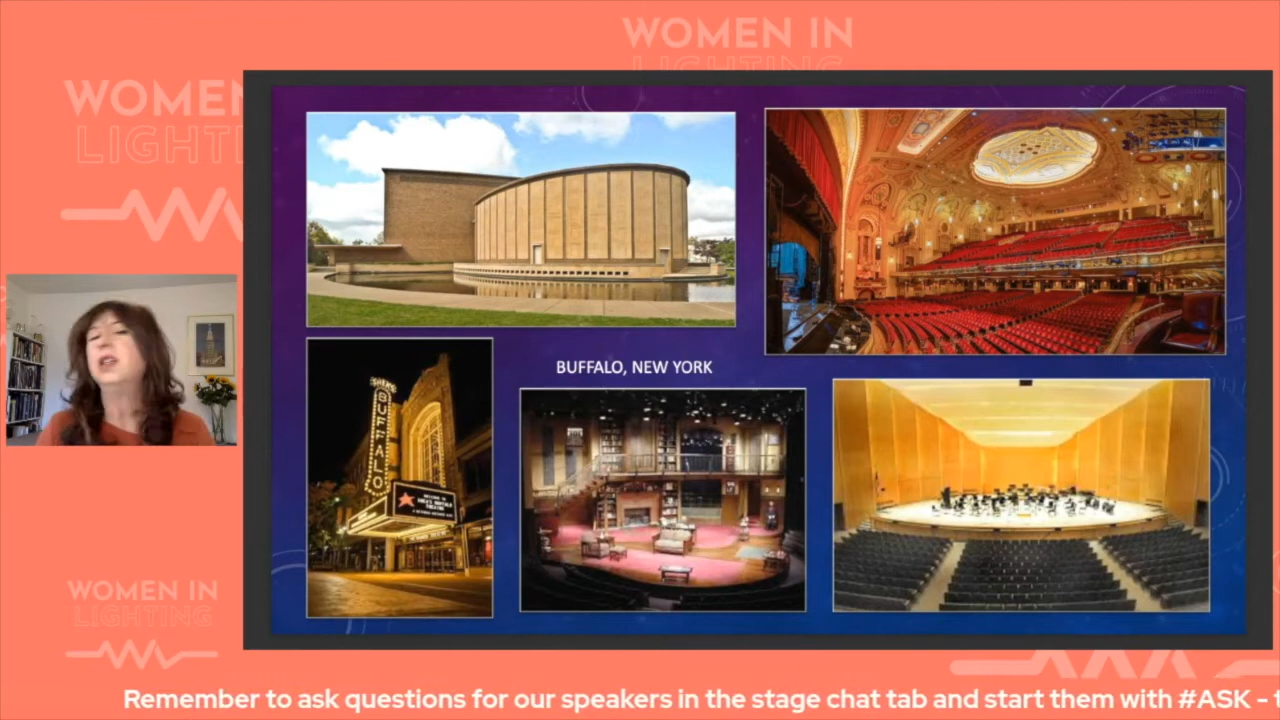 WOMEN IN
LIGHTING
WOMEN
LIGHTI
BUFFALO, NEW YORK
SHEA'S
BUFFALO
WOMEN IN
LIGHTING
Remember to ask questions for our speakers in the stage chat tab and start them with #ASK - t